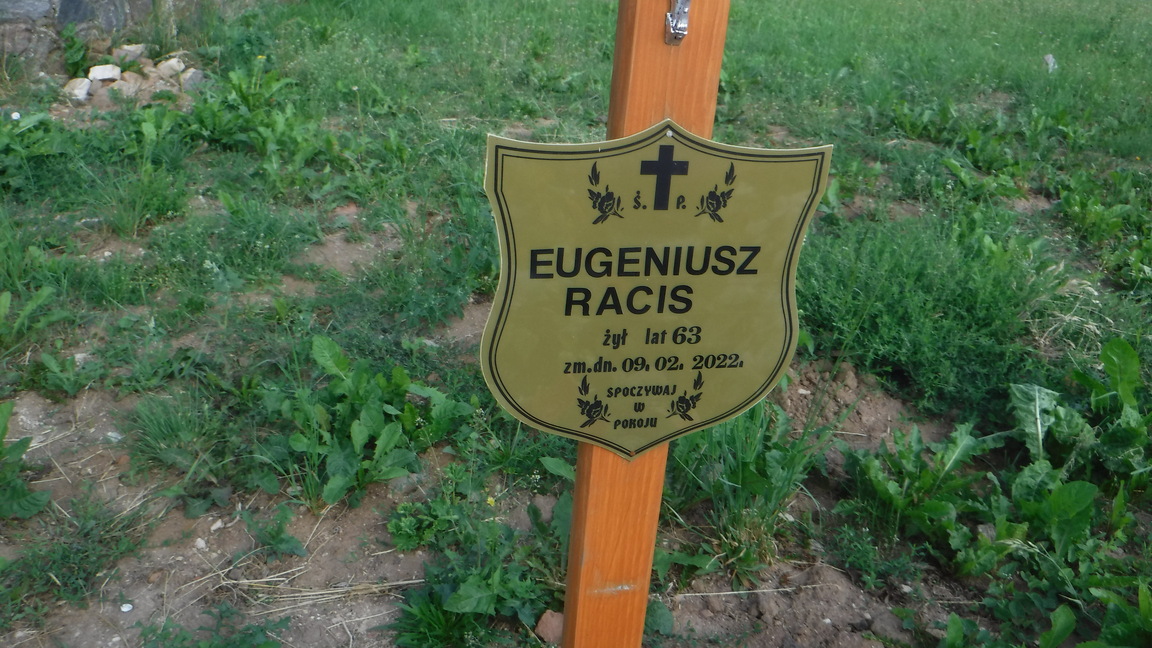 Ś. P.
EUGENIUSZ
RACIS
żył lat 63
zm.dn. 09. 02. 2022.
SPOCZYWAJ
W
POKOJU